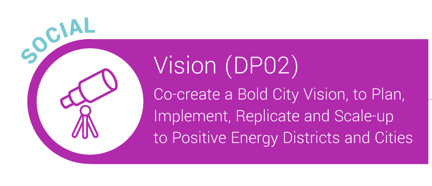 SOCIAL
Vision (DP02)
Co-create a Bold City Vision, to Plan,
Implement, Replicate and Scale-up
to Positive Energy Districts and Cities